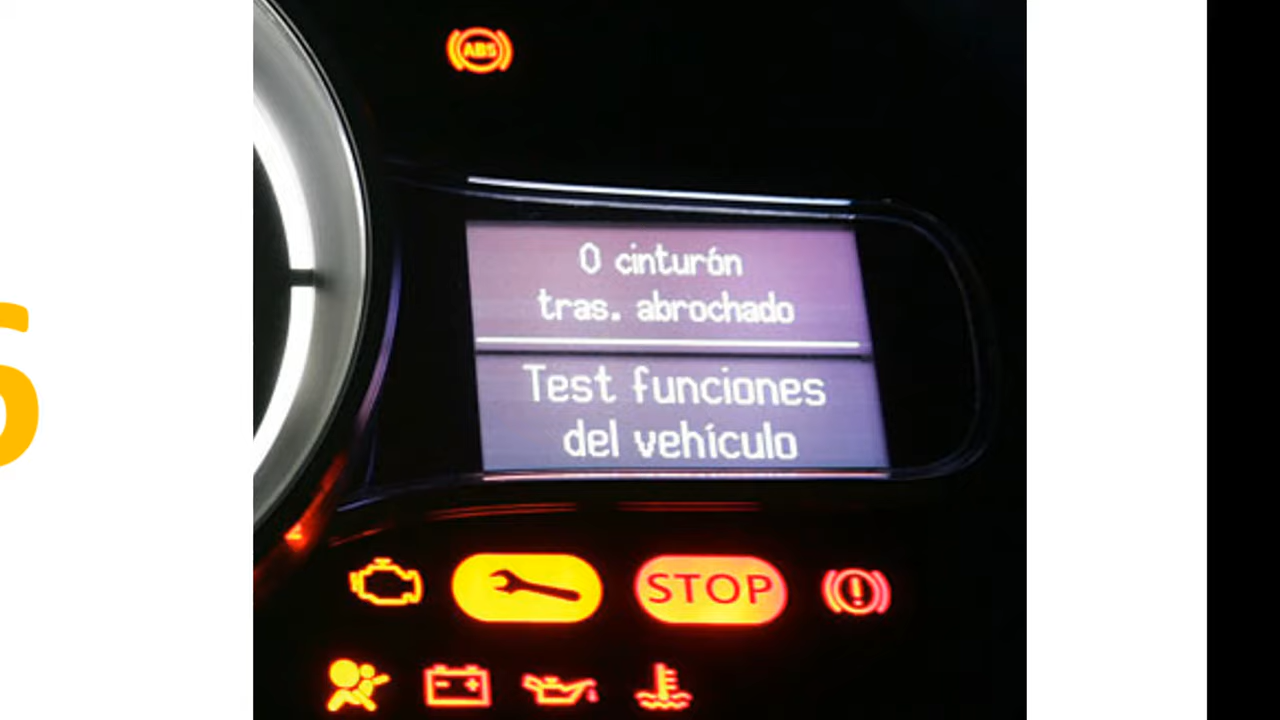 ABS
0 cinturón
tras. abrochado
Test funciones
del vehículo
STOP